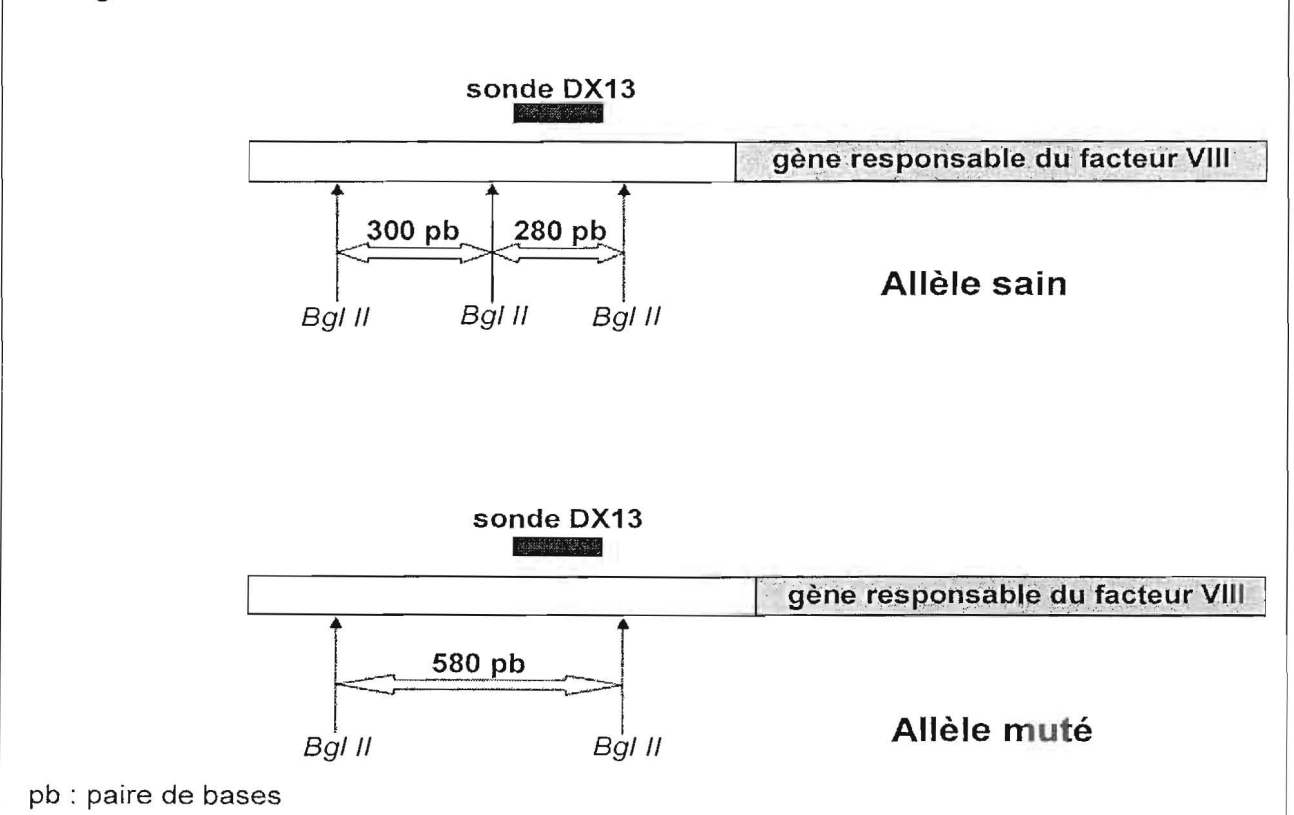 sonde DX13
gène responsable du facteur VIII
300 pb 280 pb
Allèle sain
Bgl II Bgl II Bgl II
sonde DX13
gène responsable du facteur VIII
580 pb
Allèle muté
Bgl II Bgl II
pb : paire de bases